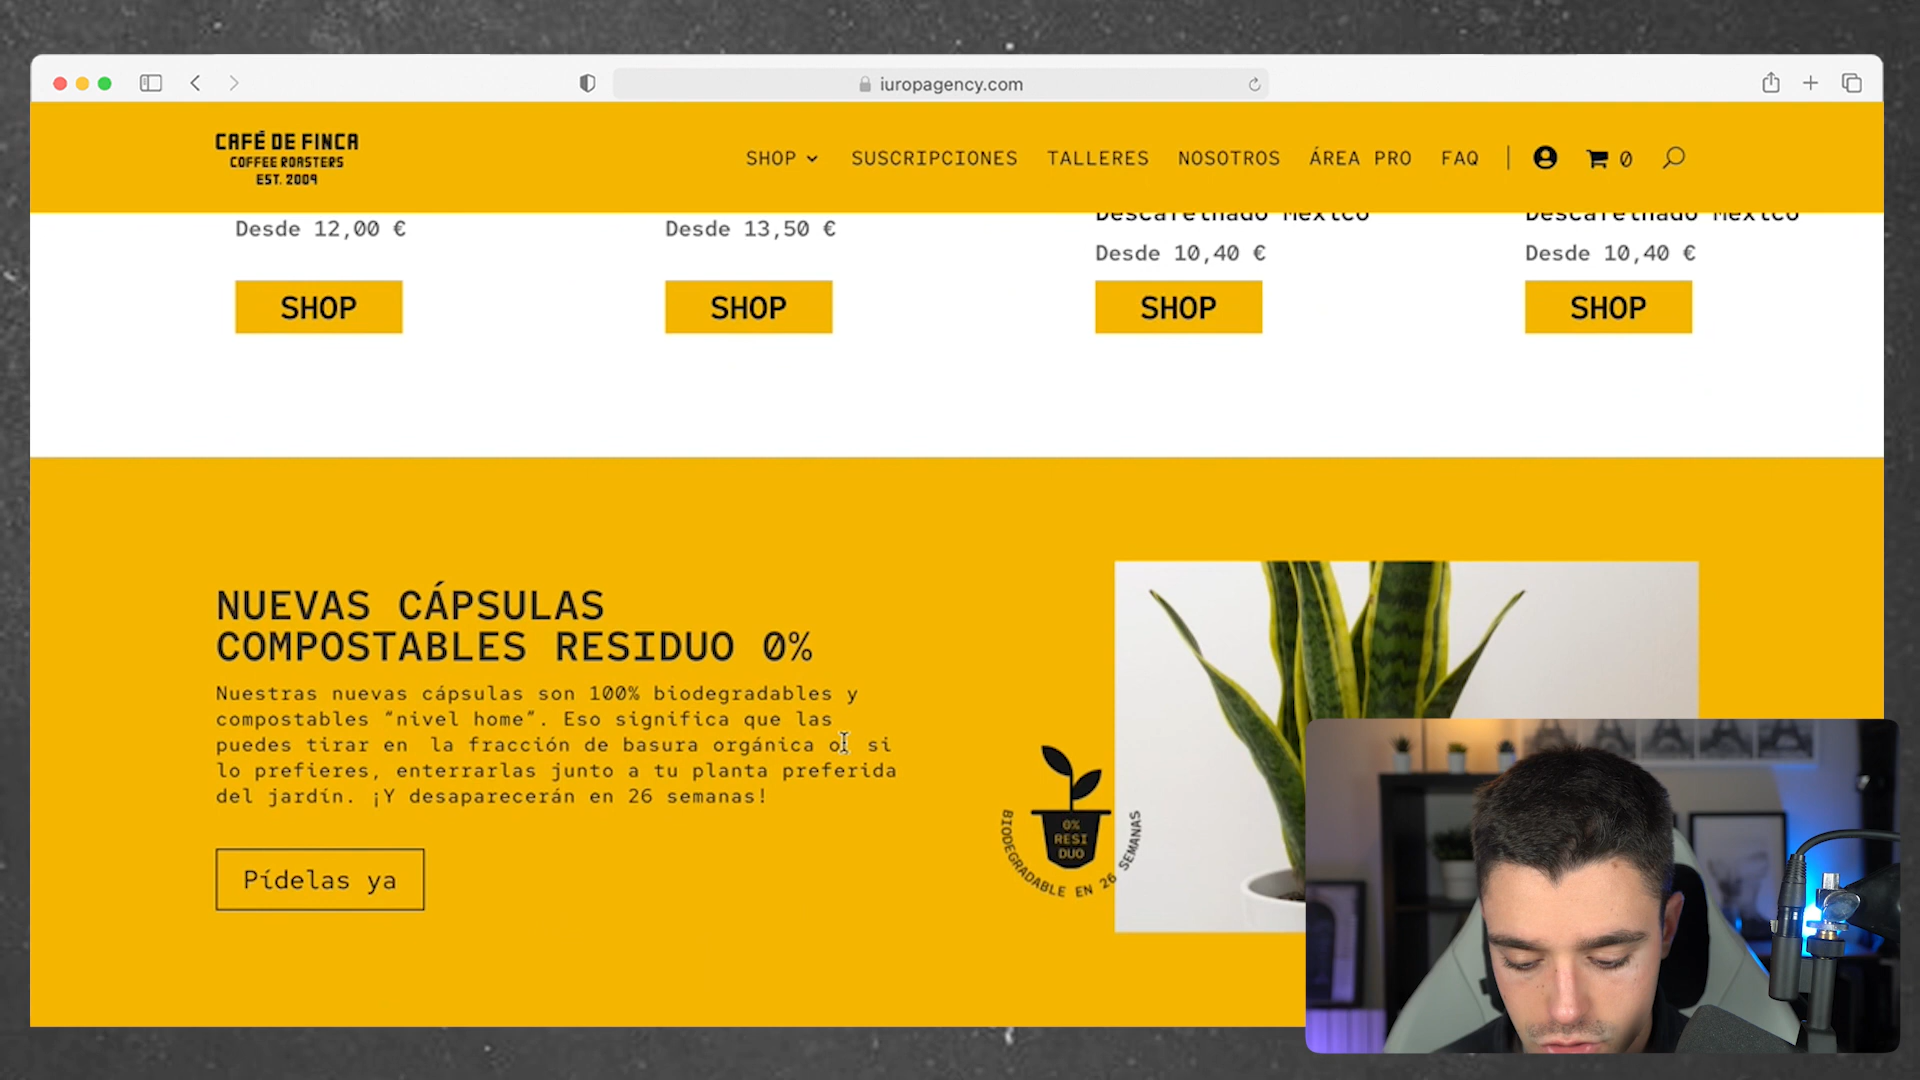 iuropagency.com
CAFÉ DE FINCA
COFFEE ROASTERS
EST. 2009
SHOP
SUSCRIPCIONES
TALLERES
NOSOTROS
ÁREA PRO
FAQ
0
Descafeinado México
Descafeinado México
Desde 12,00 €
Desde 13,50 €
Desde 10,40 €
Desde 10,40 €
SHOP
SHOP
SHOP
SHOP
NUEVAS CÁPSULAS
COMPOSTABLES RESIDUO 0%
Nuestras nuevas cápsulas son 100% biodegradables y
compostables “nivel home”. Eso significa que las
puedes tirar en la fracción de basura orgánica o, si
lo prefieres, enterrarlas junto a tu planta preferida
del jardín. ¡Y desaparecerán en 26 semanas!
0%
RESI
DUO
BIODEGRADABLE EN 26 SEMANAS
Pídelas ya